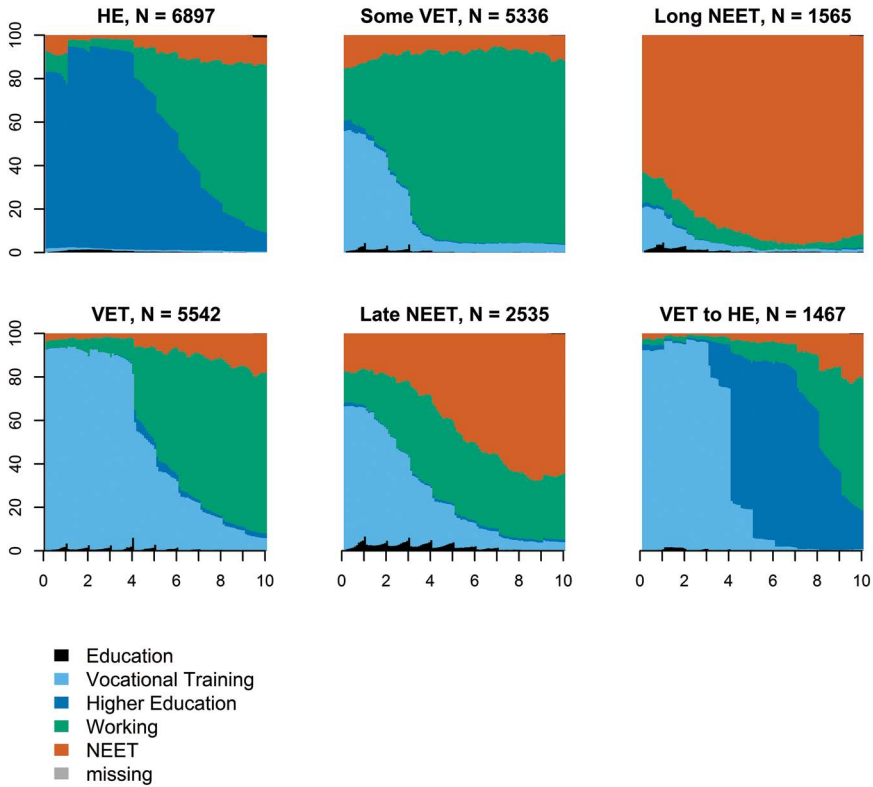 HE, N = 6897
Some VET, N = 5336
Long NEET, N = 1565
100
80
60
40
20
0
VET, N = 5542
Late NEET, N = 2535
VET to HE, N = 1467
100
80
60
40
20
0
0 2 4 6 8 10
0 2 4 6 8 10
0 2 4 6 8 10
Education
Vocational Training
Higher Education
Working
NEET
missing